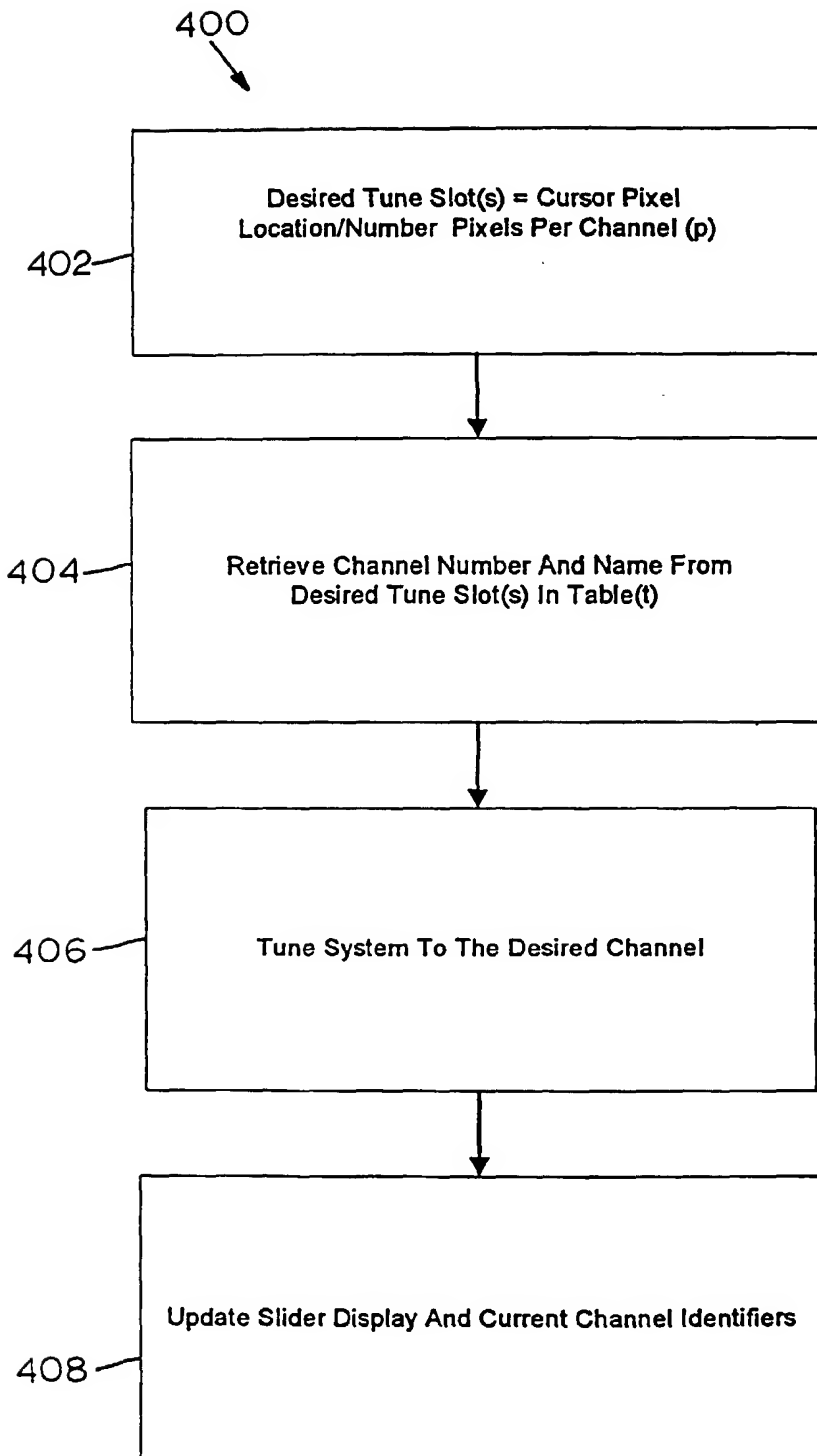 400
Desired Tune Slot(s) = Cursor Pixel
Location/Number Pixels Per Channel (p)
402
Retrieve Channel Number And Name From
Desired Tune Slot(s) In Table(t)
404
Tune System To The Desired Channel
406
Update Slider Display And Current Channel Identifiers
408